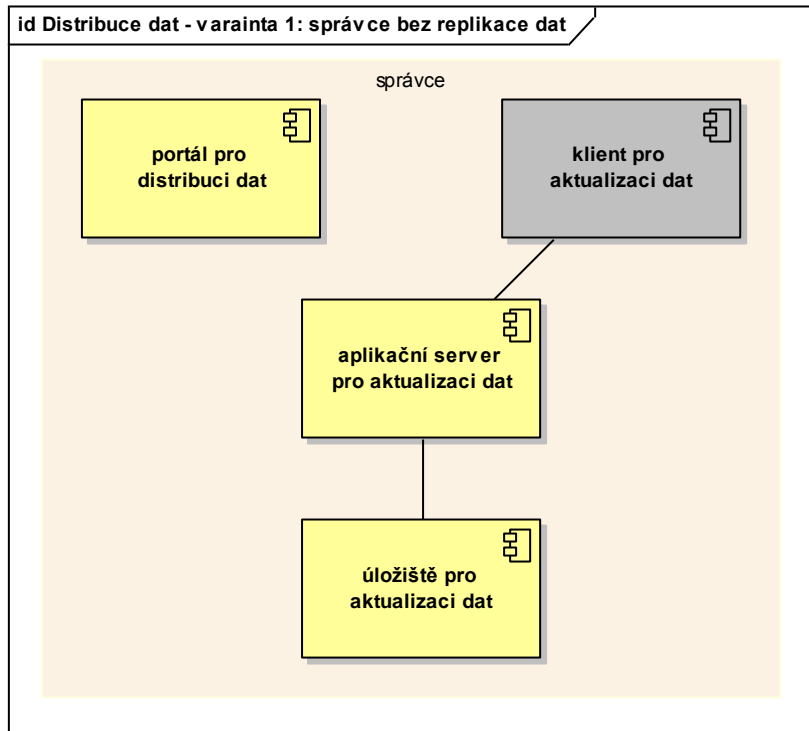 id Distribuce dat - varainta 1: správce bez replikace dat
správce
portál pro
distribuci dat
klient pro
aktualizaci dat
aplikační server
pro aktualizaci dat
úložiště pro
aktualizaci dat